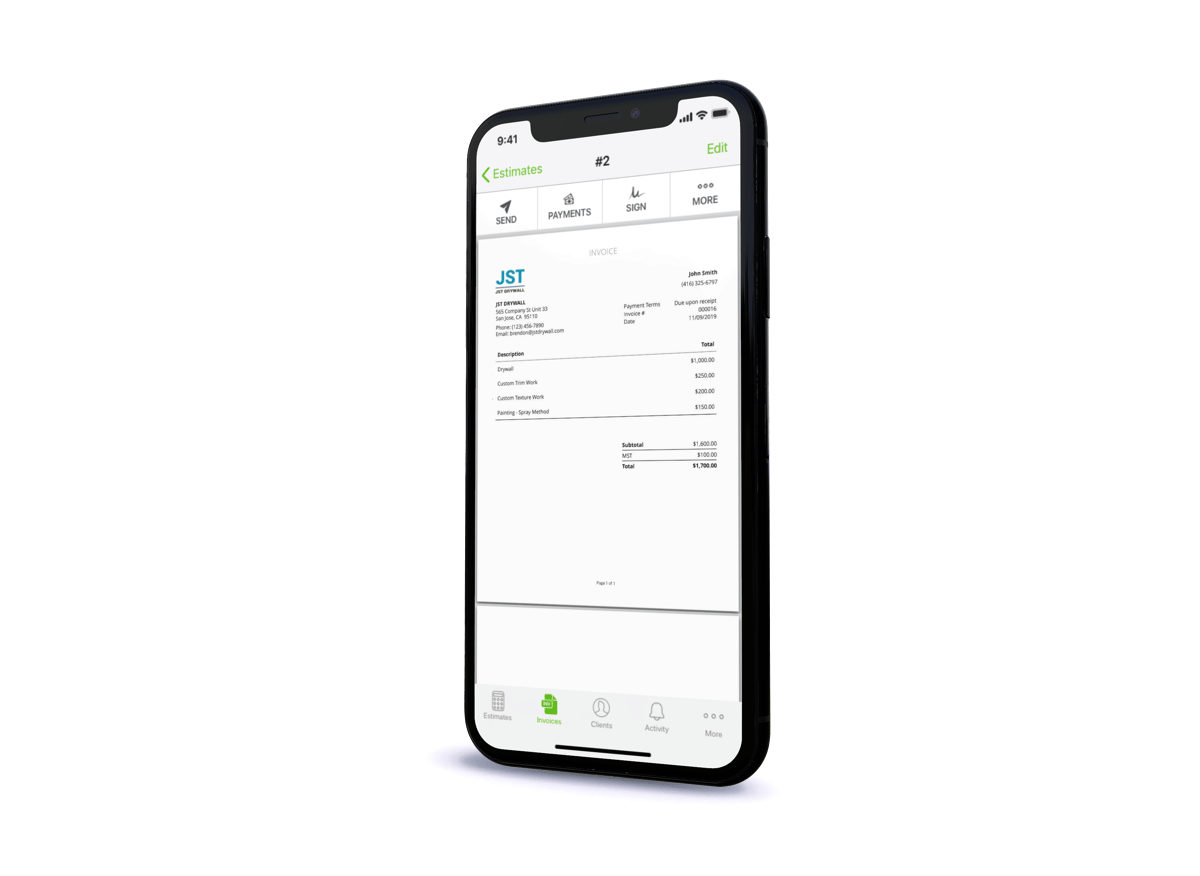 9:41
Estimates
#2
Edit
SEND
PAYMENTS
SIGN
MORE
INVOICE
JST
JST DRYWALL
John Smith
(416) 325-6797
JST DRYWALL
565 Company St Unit 33
San Jose, CA 95110
Phone: (123) 456-7890
Email: brendon@jstdrywall.com
Payment Terms Due upon receipt
Invoice # 000016
Date 11/09/2019
Description Total
Drywall $1,000.00
Custom Trim Work $250.00
Custom Texture Work $200.00
Painting - Spray Method $150.00
Subtotal $1,600.00
MST $100.00
Total $1,700.00
Page 1 of 1
Estimates
Invoices
Clients
Activity
More